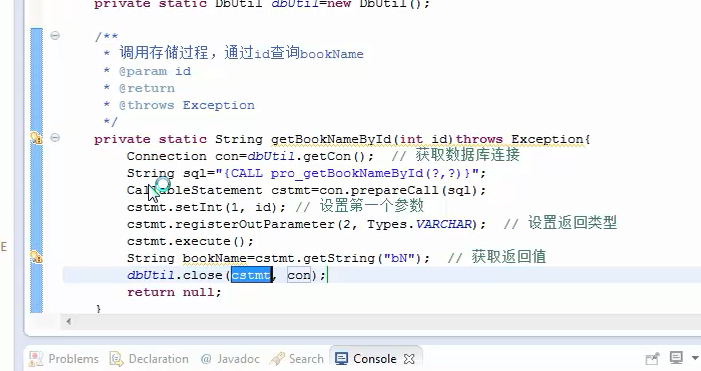 private static DbUtil dbUtil=new DbUtil();
/**
* 调用存储过程，通过id查询bookName
* @param id
* @return
* @throws Exception
*/
private static String getBookNameById(int id)throws Exception{
Connection con=dbUtil.getCon();  // 获取数据库连接
String sql="{CALL pro_getBookNameById(?,?)}";
CallableStatement cstmt=con.prepareCall(sql);
cstmt.setInt(1, id); // 设置第一个参数
cstmt.registerOutParameter(2, Types.VARCHAR);  // 设置返回类型
cstmt.execute();
String bookName=cstmt.getString("bN");  // 获取返回值
dbUtil.close(cstmt, con);
return null;
}
E
Problems @ Declaration @ Javadoc Search Console